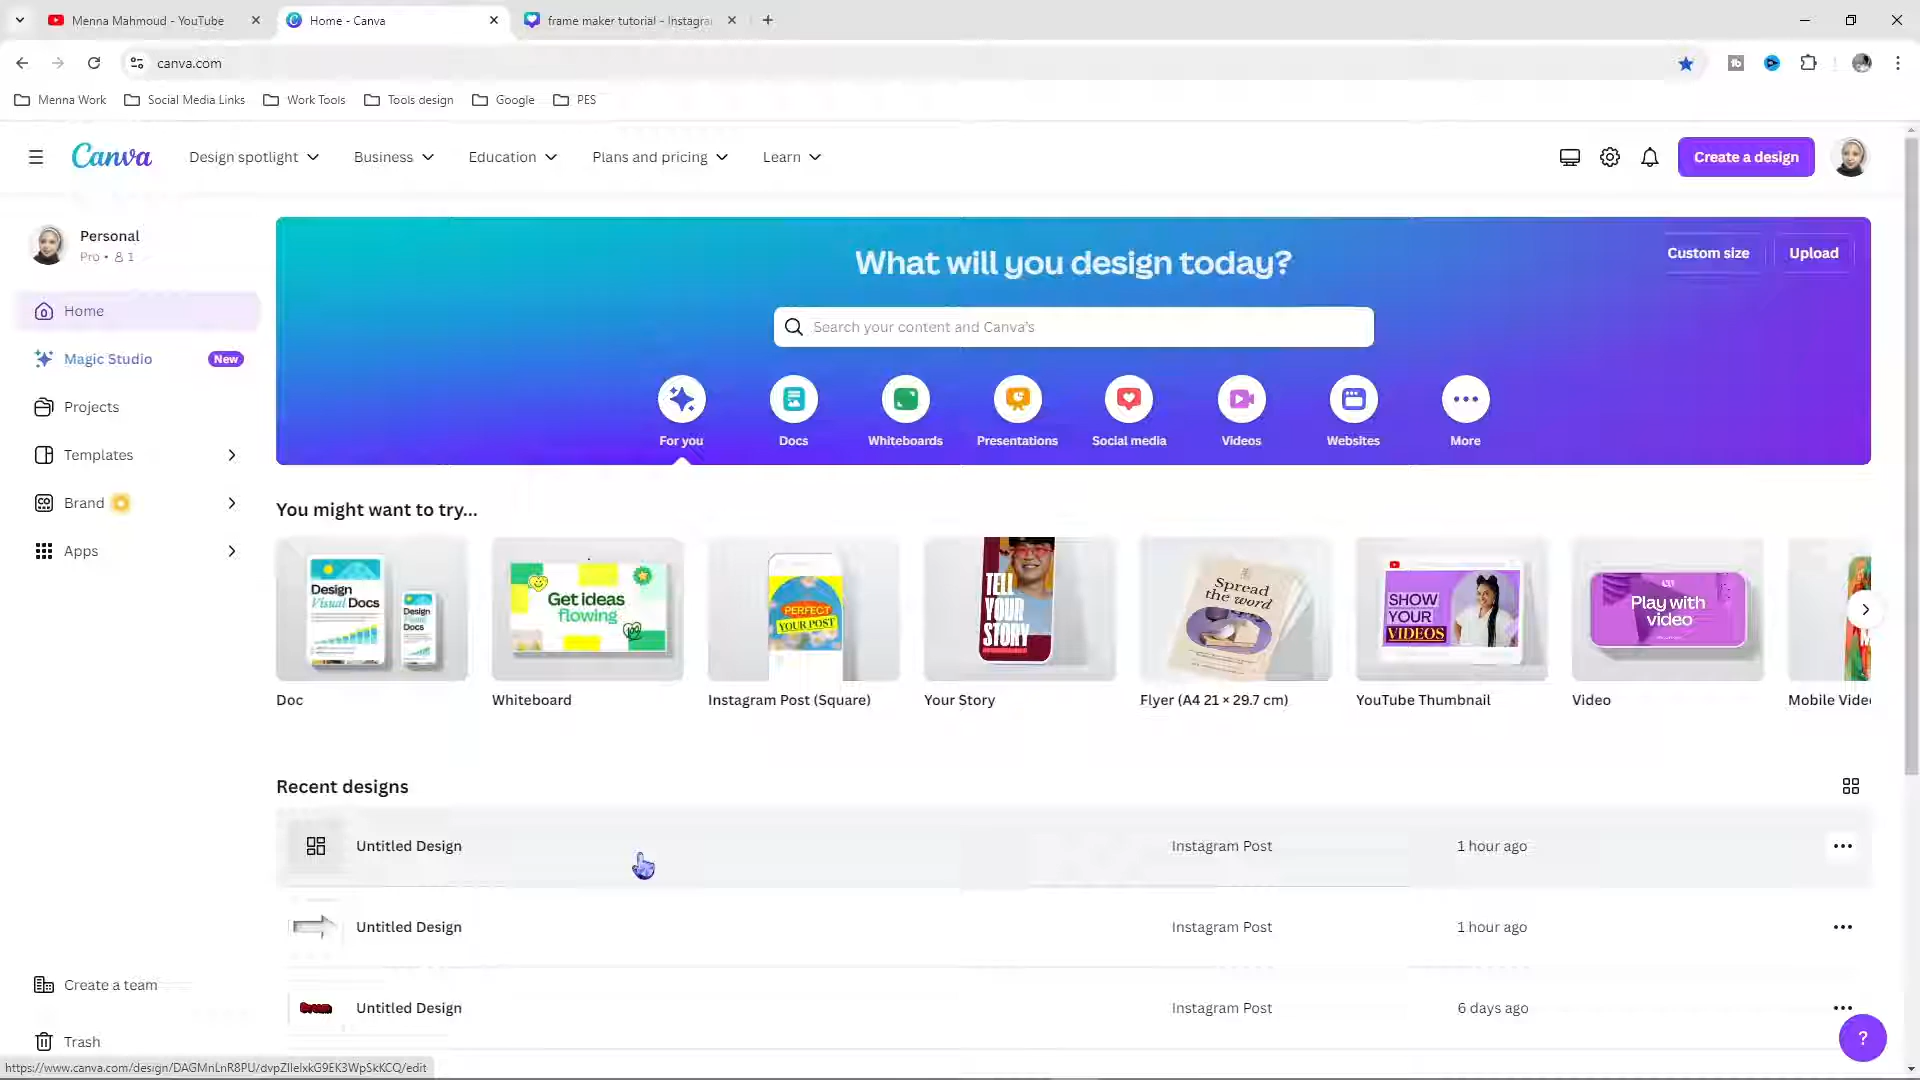 Menna Mahmoud - YouTube
Home - Canva
frame maker tutorial - Instagra
canva.com
Menna Work
Social Media Links
Work Tools
Tools design
Google
PES
Canva
Design spotlight
Business
Education
Plans and pricing
Learn
Create a design
Personal
Pro • 1
Home
Magic Studio
New
Projects
Templates
Brand
Apps
Create a team
Trash
What will you design today?
Custom size
Upload
Search your content and Canva's
For you
Docs
Whiteboards
Presentations
Social media
Videos
Websites
More
You might want to try...
Design
Visual Docs
Design
Visual
Docs
Get ideas
flowing
PERFECT
YOUR POST
TELL
YOUR
STORY
Spread
the word
SHOW
YOUR
VIDEOS
Play with
video
Doc
Whiteboard
Instagram Post (Square)
Your Story
Flyer (A4 21 × 29.7 cm)
YouTube Thumbnail
Video
Mobile Vide
Recent designs
Untitled Design
Instagram Post
1 hour ago
Untitled Design
Instagram Post
1 hour ago
Untitled Design
Instagram Post
6 days ago
?
https://www.canva.com/design/DAGMnLnR8PU/dvpZIlelxkG9EK3WpSkKCQ/edit